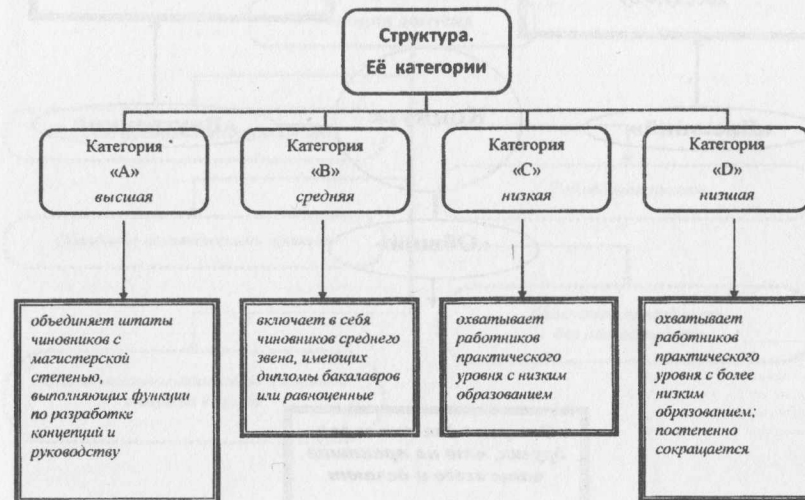 Структура.
Её категории
Категория
«А»
высшая
Категория
«В»
средняя
Категория
«С»
низкая
Категория
«D»
низшая
объединяет штаты
чиновников с
магистерской
степенью,
выполняющих функции
по разработке
концепций и
руководству
включает в себя
чиновников среднего
звена, имеющих
дипломы бакалавров
или равноценные
охватывает
работников
практического
уровня с низким
образованием
охватывает
работников
практического
уровня с более
низким
образованием;
постепенно
сокращается